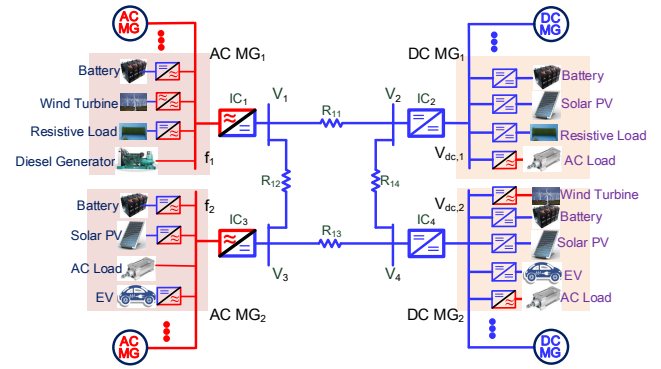 AC
MG
DC
MG
AC MG1
DC MG1
Battery
Wind Turbine
Resistive Load
Diesel Generator
f1
IC1
V1
R11
V2
IC2
Vdc,1
Battery
Solar PV
Resistive Load
AC Load
R12
R14
Battery
Solar PV
AC Load
EV
f2
IC3
V3
R13
V4
IC4
Vdc,2
Wind Turbine
Battery
Solar PV
EV
AC Load
AC MG2
DC MG2
AC
MG
DC
MG